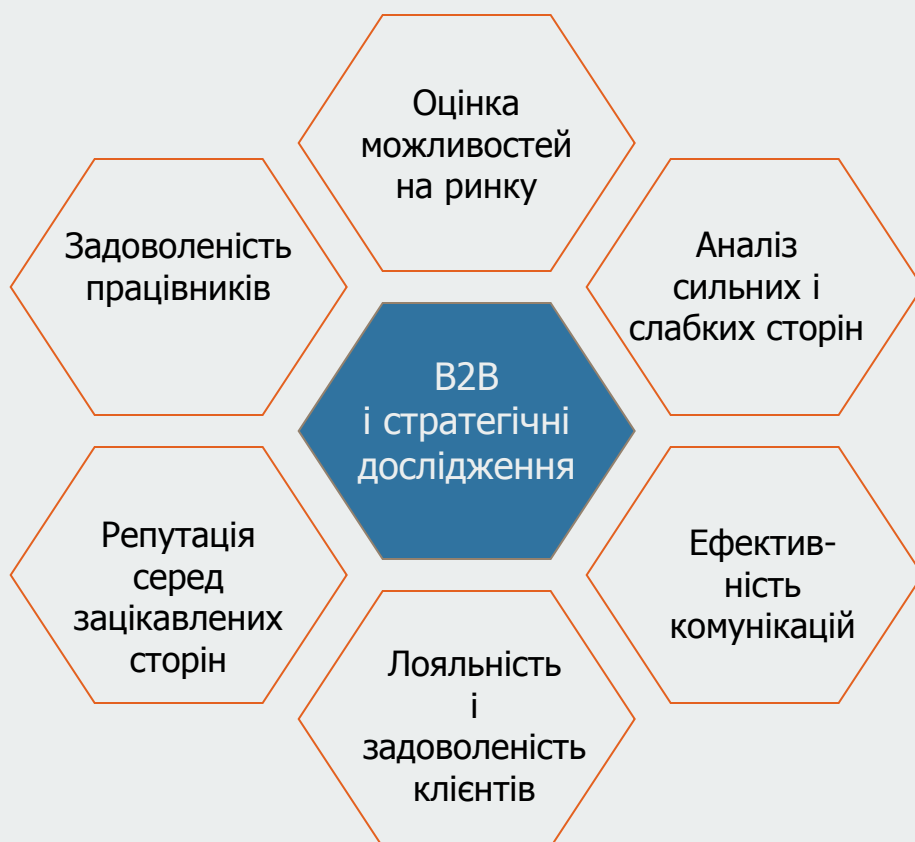 Оцінка
можливостей
на ринку
Задоволеність
працівників
Аналіз
сильних і
слабких сторін
B2B
і стратегічні
дослідження
Репутація
серед
зацікавлених
сторін
Ефектив-
ність
комунікацій
Лояльність
і
задоволеність
клієнтів